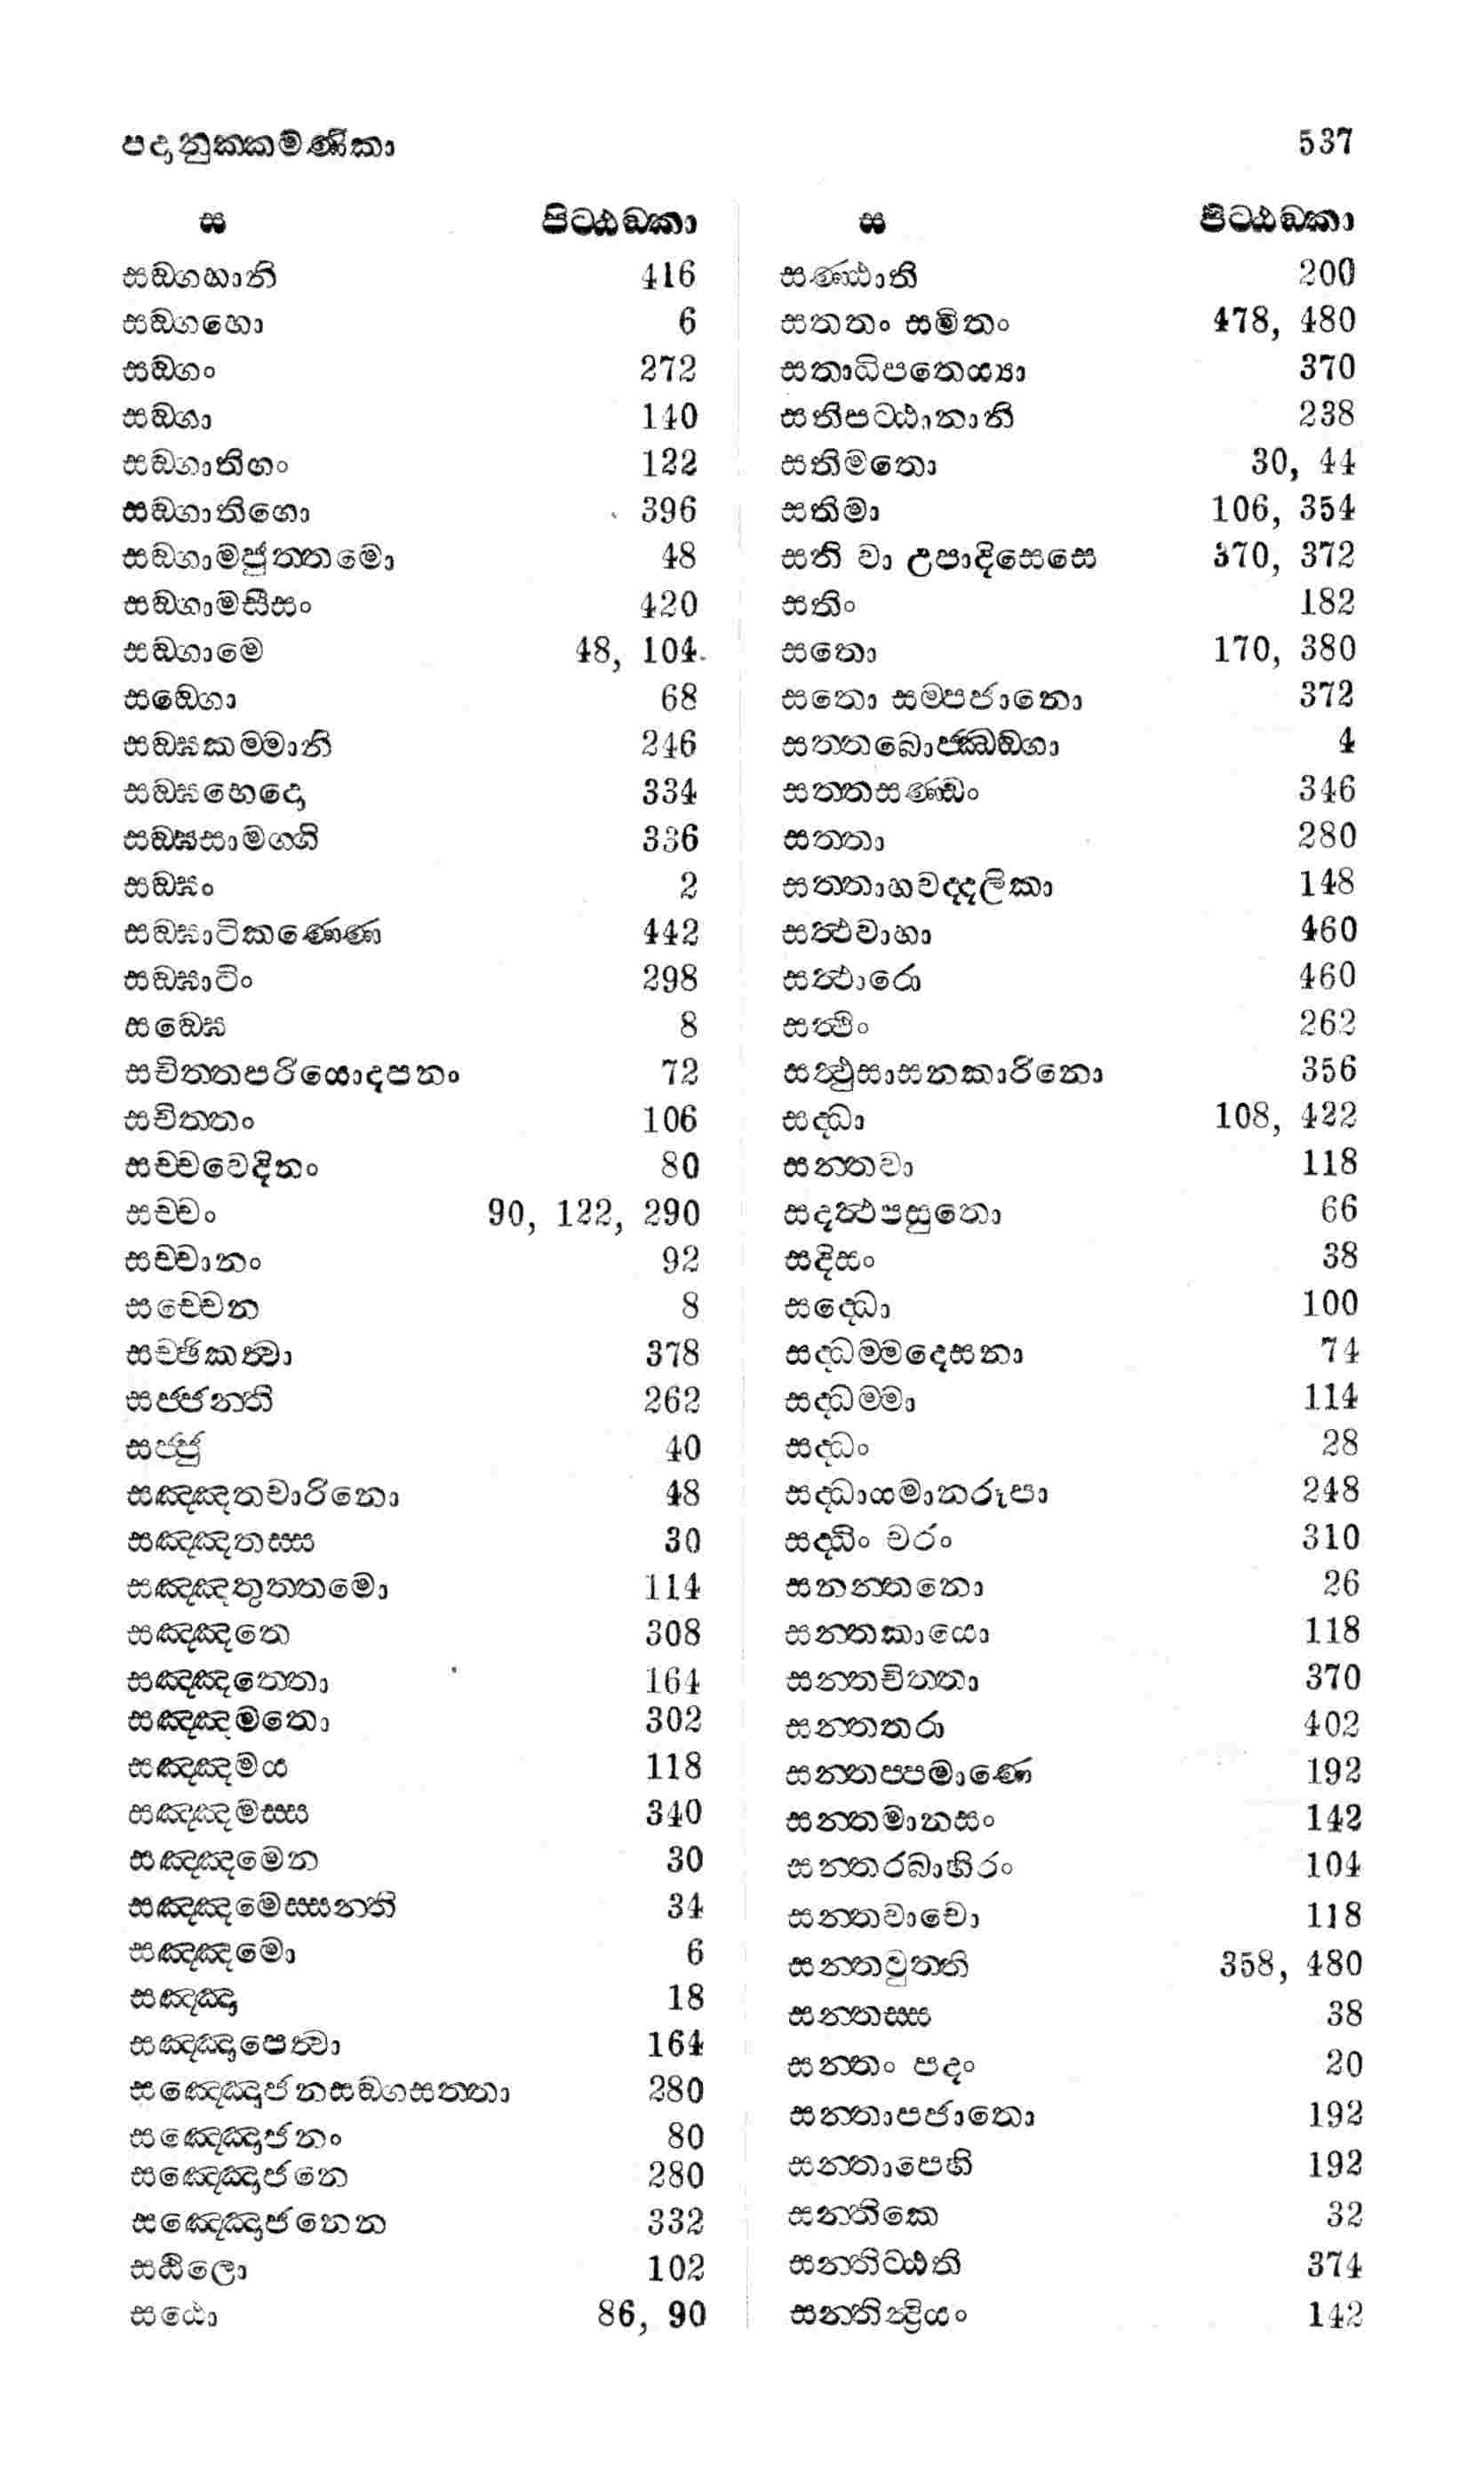 පදානුක්කමණිකා 537
ස පිට්ඨඞ්කා
සඞ්ගහානි 416
සඞ්ගහො 6
සඞ්ගං 272
සඞ්ගා 140
සඞ්ගාතිගං 122
සඞ්ගාතිගො 396
සඞ්ගාමජුත්තමො 48
සඞ්ගාමසීසං 420
සඞ්ගාමෙ 48, 104
සඞ්ගො 68
සඞ්ඝකම්මානි 246
සඞ්ඝභෙදො 334
සඞ්ඝසාමග්ගි 336
සඞ්ඝං 2
සඞ්ඝාටිකණ්ණෙ 442
සඞ්ඝාටිං 298
සඞ්ඝෙ 8
සචිත්තපරියොදපනං 72
සචිත්තං 106
සච්චවෙදිනං 80
සච්චං 90, 122, 290
සච්චානං 92
සච්චෙන 8
සච්ඡිකත්වා 378
සජ්ජන්ති 262
සජ්ජු 40
සඤ්ඤතචාරිනො 48
සඤ්ඤතස්ස 30
සඤ්ඤතුත්තමො 114
සඤ්ඤතෙ 308
සඤ්ඤතෙත්තා 164
සඤ්ඤමතො 302
සඤ්ඤමය 118
සඤ්ඤමස්ස 340
සඤ්ඤමෙන 30
සඤ්ඤමෙස්සන්ති 34
සඤ්ඤමො 6
සඤ්ඤා 18
සඤ්ඤාපෙත්වා 164
සඤ්ඤොජනසඞ්ගසත්තා 280
සඤ්ඤොජනං 80
සඤ්ඤොජනෙ 280
සඤ්ඤොජනෙන 332
සඨිලො 102
සඨො 86, 90
ස පිට්ඨඞ්කා
සණ්ඨාති 200
සතතං සමිතං 478, 480
සතාධිපතෙය්‍යා 370
සතිපට්ඨානානි 238
සතිමතො 30, 44
සතිමා 106, 354
සති වා උපාදිසෙසෙ 370, 372
සතිං 182
සතො 170, 380
සතො සම්පජානො 372
සත්තබොජ්ඣඞ්ගා 4
සත්තසණ්ඩං 346
සත්තා 280
සත්තාහවද්දලිකා 148
සත්‍ථවාහා 460
සත්‍ථාරො 460
සත්‍ථිං 262
සත්‍ථුසාසනකාරිනො 356
සද්ධා 108, 422
සන්තවා 118
සදත්‍ථපසුතො 66
සදිසං 38
සද්ධො 100
සද්ධම්මදෙසනා 74
සද්ධම්මා 114
සද්ධං 28
සද්ධායමානරූපා 248
සද්ධිං චරං 310
සනන්තනො 26
සන්තකායො 118
සන්තචිත්තා 370
සන්තතරා 402
සන්තප්පමාණෙ 192
සන්තමානසං 142
සන්තරබාහිරං 104
සන්තවාචො 118
සන්තවුත්ති 358, 480
සන්තස්ස 38
සන්තං පදං 20
සන්තාපජාතො 192
සන්තාපෙහි 192
සන්තිකෙ 32
සන්තිට්ඨති 374
සන්තින්‍ද්‍රියං 142